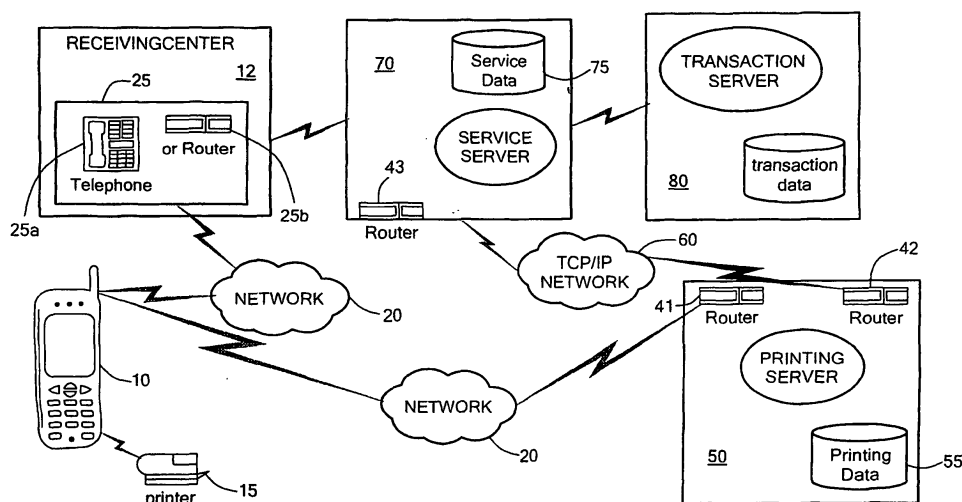 RECEIVINGCENTER
12
25
Telephone
or Router
25a
25b
70
Service
Data
75
SERVICE
SERVER
43
Router
TRANSACTION
SERVER
80
transaction
data
60
TCP/IP
NETWORK
42
41
Router
Router
NETWORK
20
10
PRINTING
SERVER
NETWORK
20
50
Printing
Data
55
15
printer